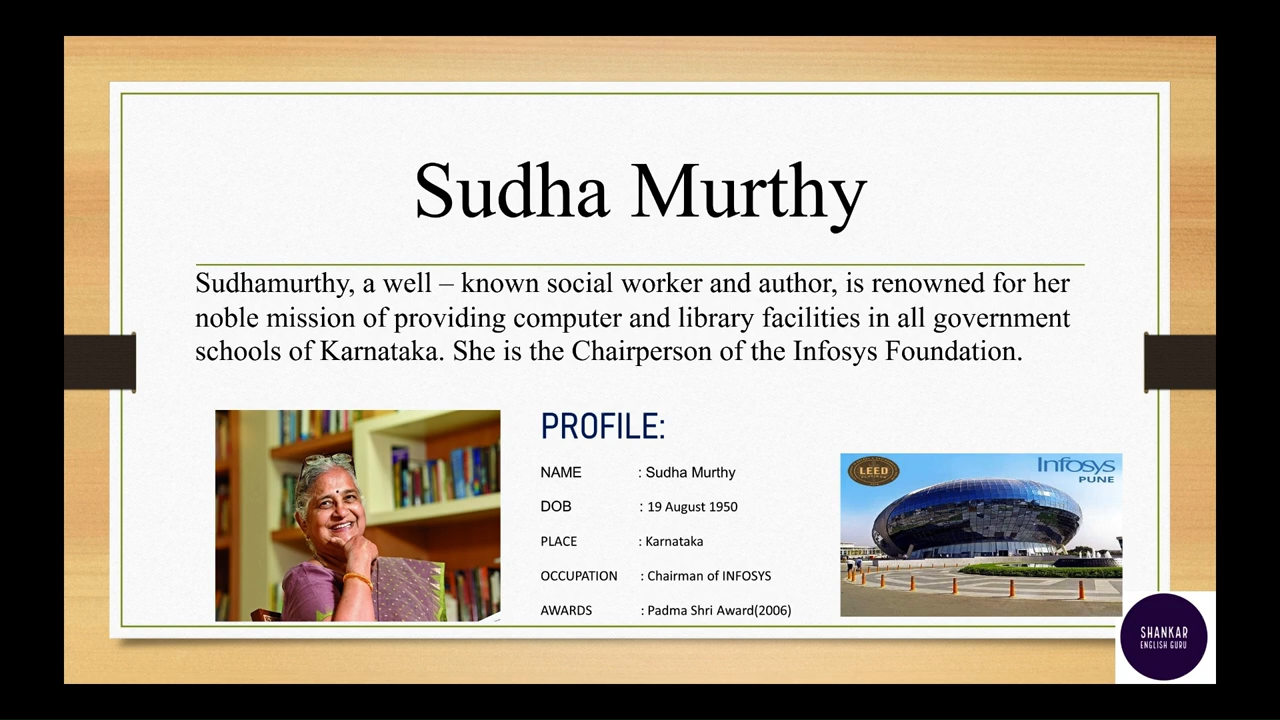 Sudha Murthy
Sudhamurthy, a well – known social worker and author, is renowned for her
noble mission of providing computer and library facilities in all government
schools of Karnataka. She is the Chairperson of the Infosys Foundation.
PROFILE:
NAME : Sudha Murthy
DOB : 19 August 1950
PLACE : Karnataka
OCCUPATION : Chairman of INFOSYS
AWARDS : Padma Shri Award(2006)
LEED
Infosys
PUNE
SHANKAR
ENGLISH GURU